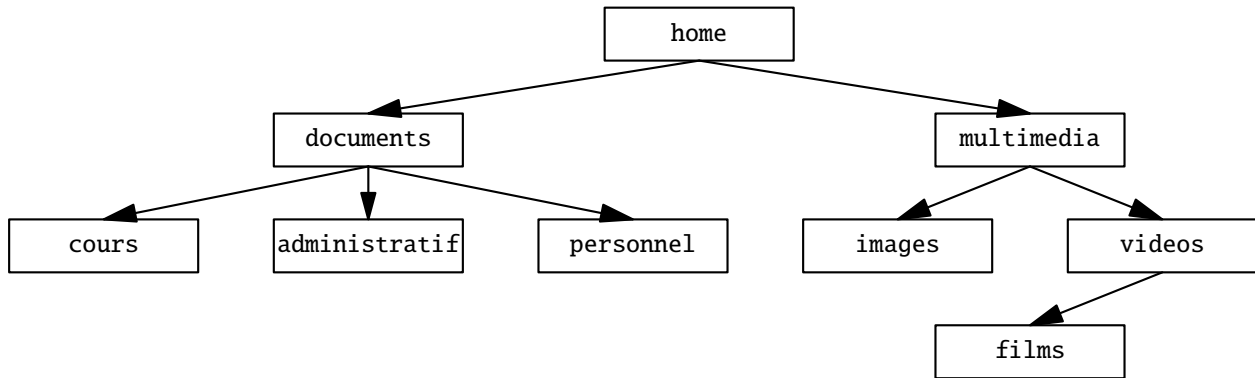 home
documents
multimedia
cours
administratif
personnel
images
videos
films